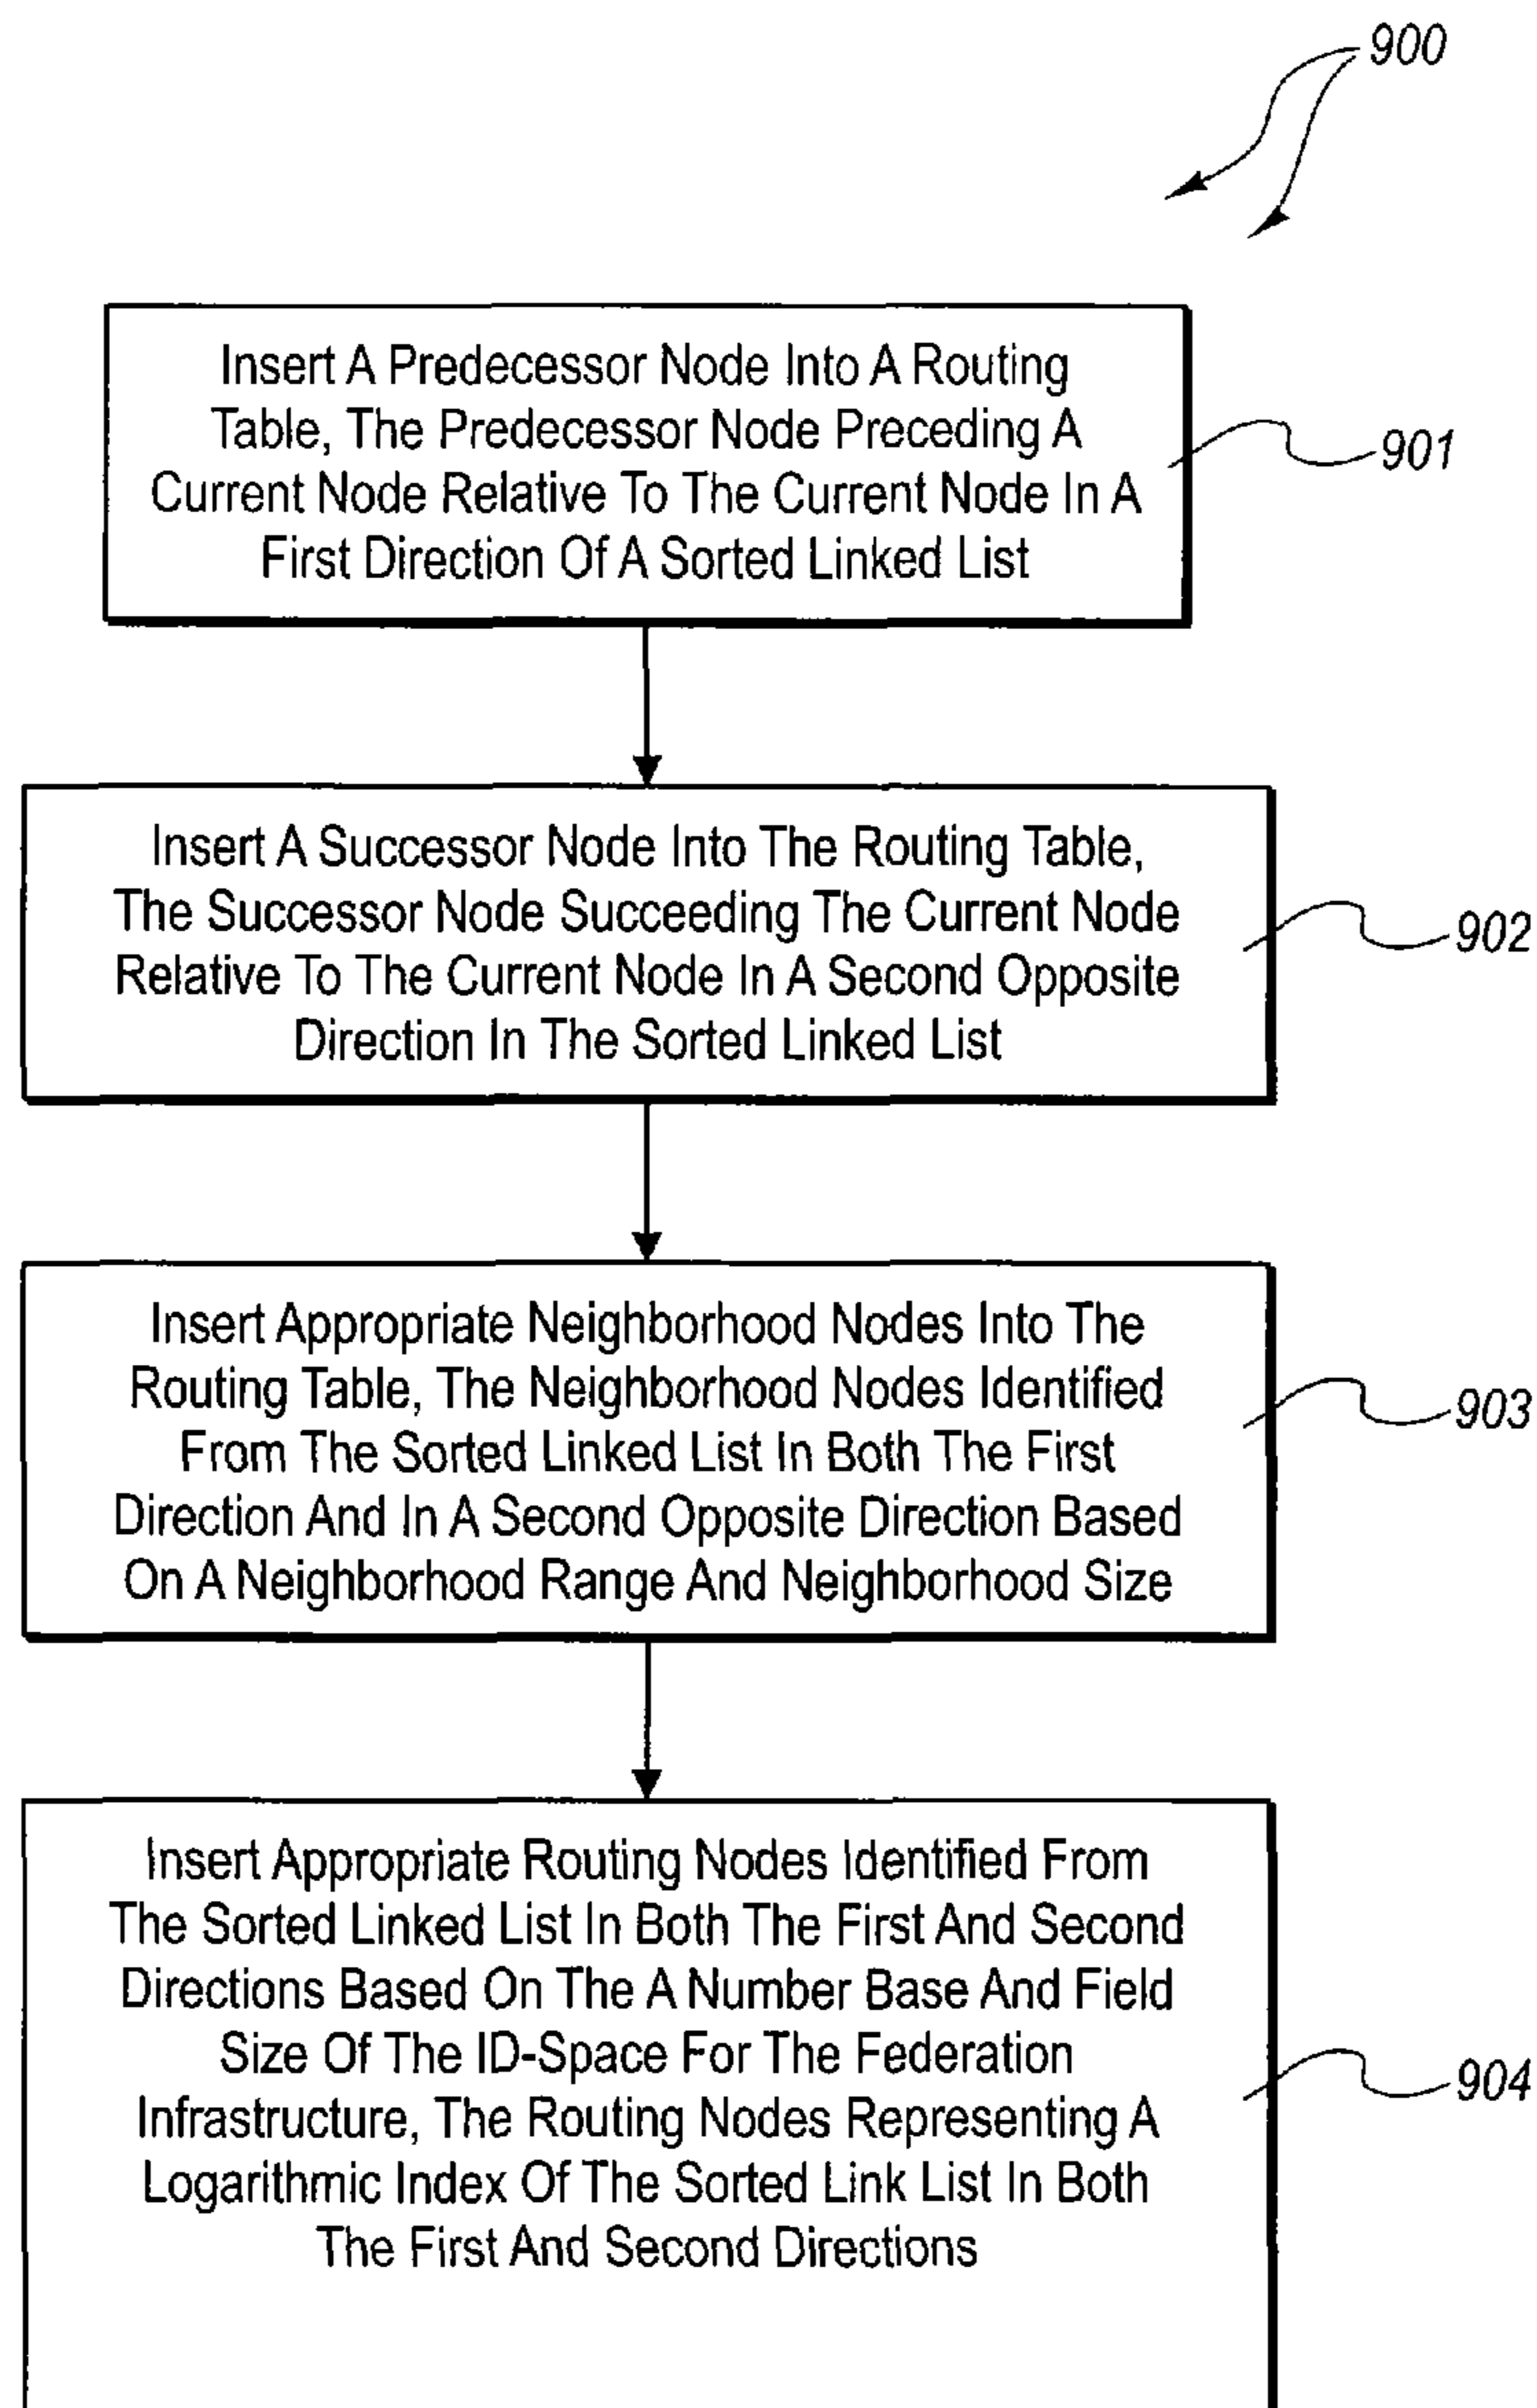 900
Insert A Predecessor Node Into A Routing
Table, The Predecessor Node Preceding A
Current Node Relative To The Current Node In A
First Direction Of A Sorted Linked List
901
Insert A Successor Node Into The Routing Table,
The Successor Node Succeeding The Current Node
Relative To The Current Node In A Second Opposite
Direction In The Sorted Linked List
902
Insert Appropriate Neighborhood Nodes Into The
Routing Table, The Neighborhood Nodes Identified
From The Sorted Linked List In Both The First
Direction And In A Second Opposite Direction Based
On A Neighborhood Range And Neighborhood Size
903
Insert Appropriate Routing Nodes Identified From
The Sorted Linked List In Both The First And Second
Directions Based On The A Number Base And Field
Size Of The ID-Space For The Federation
Infrastructure, The Routing Nodes Representing A
Logarithmic Index Of The Sorted Link List In Both
The First And Second Directions
904